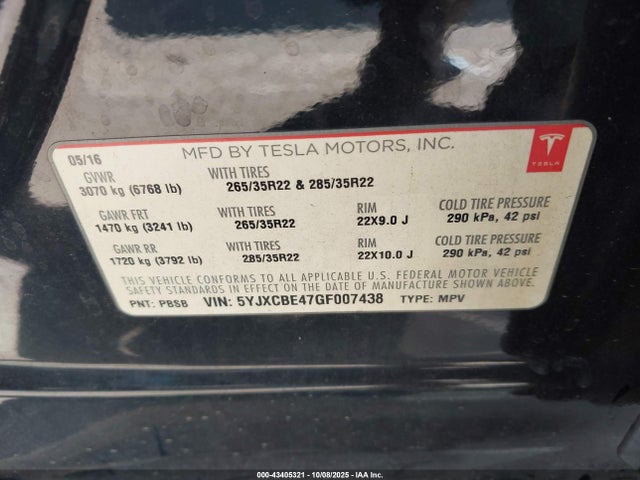 05/16 MFD BY TESLA MOTORS, INC.
TESLA
GVWR WITH TIRES
3070 kg (6768 lb) 265/35R22 & 285/35R22
GAWR FRT WITH TIRES RIM COLD TIRE PRESSURE
1470 kg (3241 lb) 265/35R22 22X9.0 J 290 kPa, 42 psi
GAWR RR WITH TIRES RIM COLD TIRE PRESSURE
1720 kg (3792 lb) 285/35R22 22X10.0 J 290 kPa, 42 psi
THIS VEHICLE CONFORMS TO ALL APPLICABLE U.S. FEDERAL MOTOR VEHICLE
SAFETY STANDARDS IN EFFECT ON THE DATE OF MANUFACTURE SHOWN ABOVE.
PNT: PBSB VIN: 5YJXCBE47GF007438 TYPE: MPV
000-43405321 | 10/08/2025 | IAA Inc.